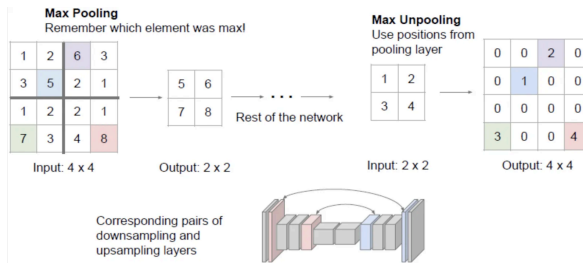 Max Pooling
Remember which element was max!
1 2 6 3
3 5 2 1
1 2 2 1
7 3 4 8
Input: 4 x 4
5 6
7 8
Output: 2 x 2
• • •
Rest of the network
Max Unpooling
Use positions from
pooling layer
1 2
3 4
Input: 2 x 2
0 0 2 0
0 1 0 0
0 0 0 0
3 0 0 4
Output: 4 x 4
Corresponding pairs of
downsampling and
upsampling layers